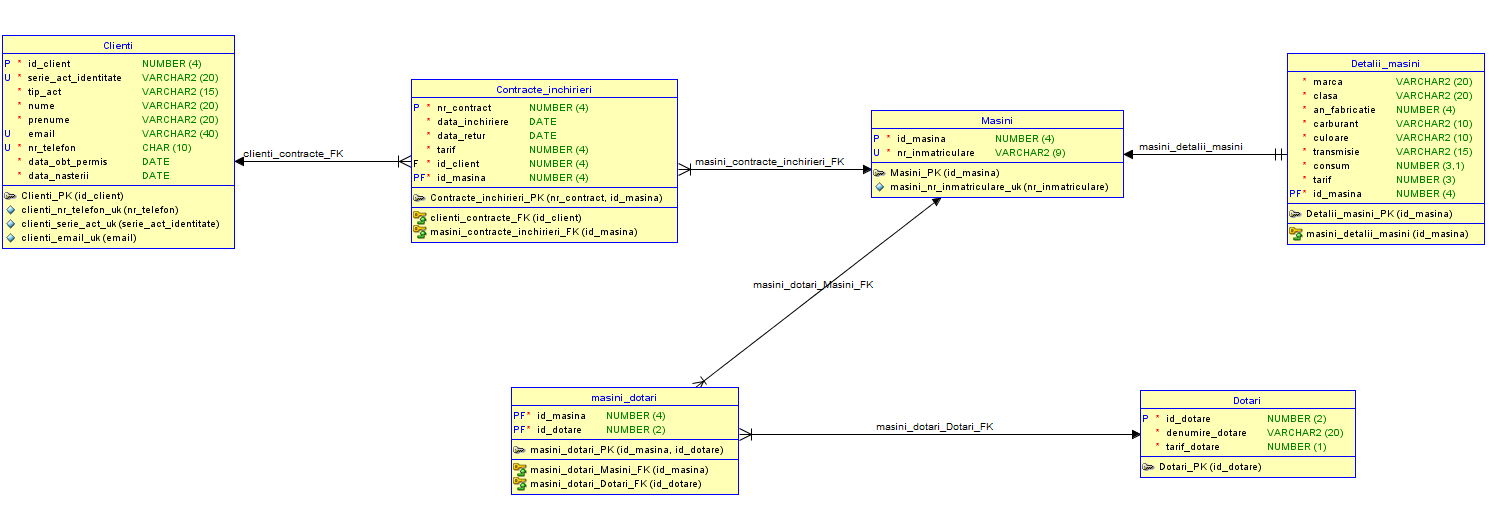 Clienti
P * id_client NUMBER (4)
U * serie_act_identitate VARCHAR2 (20)
* tip_act VARCHAR2 (15)
* nume VARCHAR2 (20)
* prenume VARCHAR2 (20)
U email VARCHAR2 (40)
U * nr_telefon CHAR (10)
* data_obt_permis DATE
* data_nasterii DATE
Clienti_PK (id_client)
clienti_nr_telefon_uk (nr_telefon)
clienti_serie_act_uk (serie_act_identitate)
clienti_email_uk (email)
clienti_contracte_FK
Contracte_inchirieri
P * nr_contract NUMBER (4)
* data_inchiriere DATE
* data_retur DATE
* tarif NUMBER (4)
F * id_client NUMBER (4)
PF* id_masina NUMBER (4)
Contracte_inchirieri_PK (nr_contract, id_masina)
clienti_contracte_FK (id_client)
masini_contracte_inchirieri_FK (id_masina)
masini_contracte_inchirieri_FK
Masini
P * id_masina NUMBER (4)
U * nr_inmatriculare VARCHAR2 (9)
Masini_PK (id_masina)
masini_nr_inmatriculare_uk (nr_inmatriculare)
masini_detalii_masini
Detalii_masini
* marca VARCHAR2 (20)
* clasa VARCHAR2 (20)
* an_fabricatie NUMBER (4)
* carburant VARCHAR2 (10)
* culoare VARCHAR2 (10)
* transmisie VARCHAR2 (15)
* consum NUMBER (3,1)
* tarif NUMBER (3)
PF* id_masina NUMBER (4)
Detalii_masini_PK (id_masina)
masini_detalii_masini (id_masina)
masini_dotari_Masini_FK
masini_dotari
PF* id_masina NUMBER (4)
PF* id_dotare NUMBER (2)
masini_dotari_PK (id_masina, id_dotare)
masini_dotari_Masini_FK (id_masina)
masini_dotari_Dotari_FK (id_dotare)
masini_dotari_Dotari_FK
Dotari
P * id_dotare NUMBER (2)
* denumire_dotare VARCHAR2 (20)
* tarif_dotare NUMBER (1)
Dotari_PK (id_dotare)